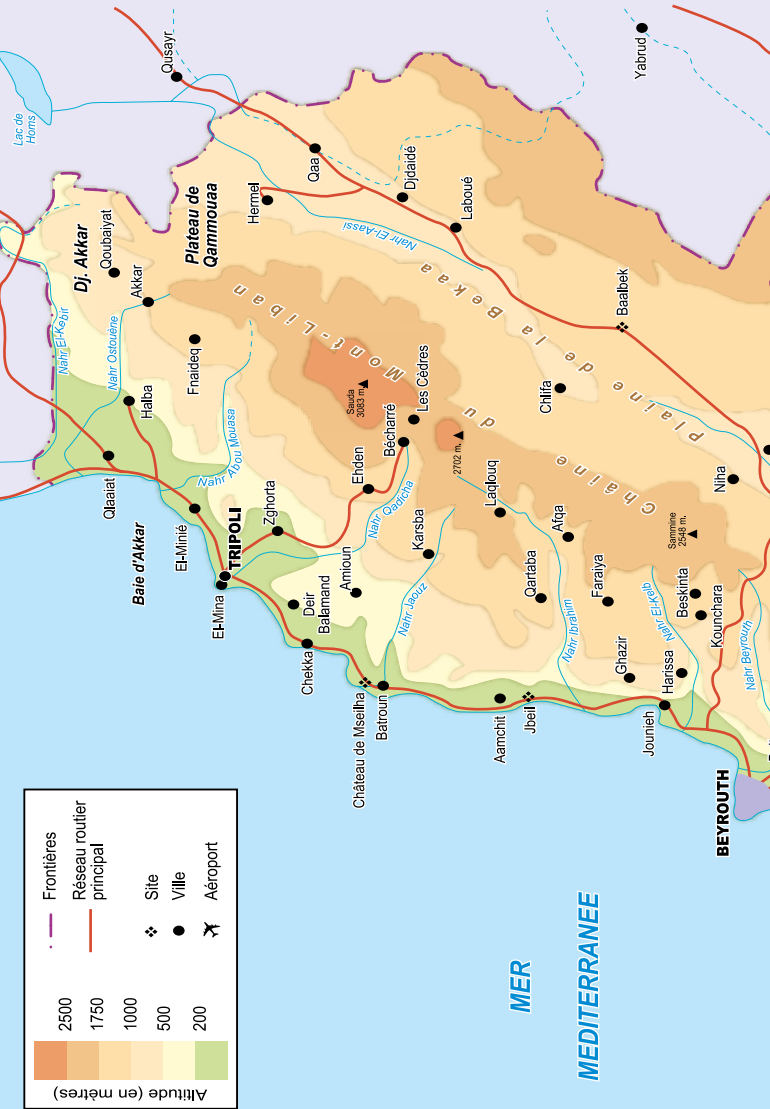 Altitude (en mètres)
2500
1750
1000
500
200
Frontières
Réseau routier
principal
Site
Ville
Aéroport
Lac de
Homs
Qusayr
Yabrud
Dj. Akkar
Qoubaiyat
Akkar
Plateau de
Qammouaa
Hermel
Qaa
Djdaidé
Laboué
Nahr El-Aassi
Nahr El-Kebir
Nahr Ostouène
Halba
Fnaideq
Qlaaiat
Nahr Abou Mouasa
Baie d'Akkar
El-Minié
TRIPOLI
El-Mina
Zghorta
Ehden
Bécharré
Les Cèdres
Sauda
3083 m.
2702 m.
Chaîne du Mont-Liban
Plaine de la Bekaa
Baalbek
Chlifa
Niha
Nahr Qadicha
Deir
Balamand
Amioun
Karsba
Chekka
Château de Mseilha
Batroun
Nahr Jaouz
Laqlouq
Afqa
Qartaba
Faraiya
Nahr Ibrahim
Aamchit
Jbeil
Ghazir
Harissa
Jounieh
Nahr El-Kelb
Beskinta
Kounchara
Sammine
2548 m.
Nahr Beyrouth
BEYROUTH
MER
MEDITERRANEE